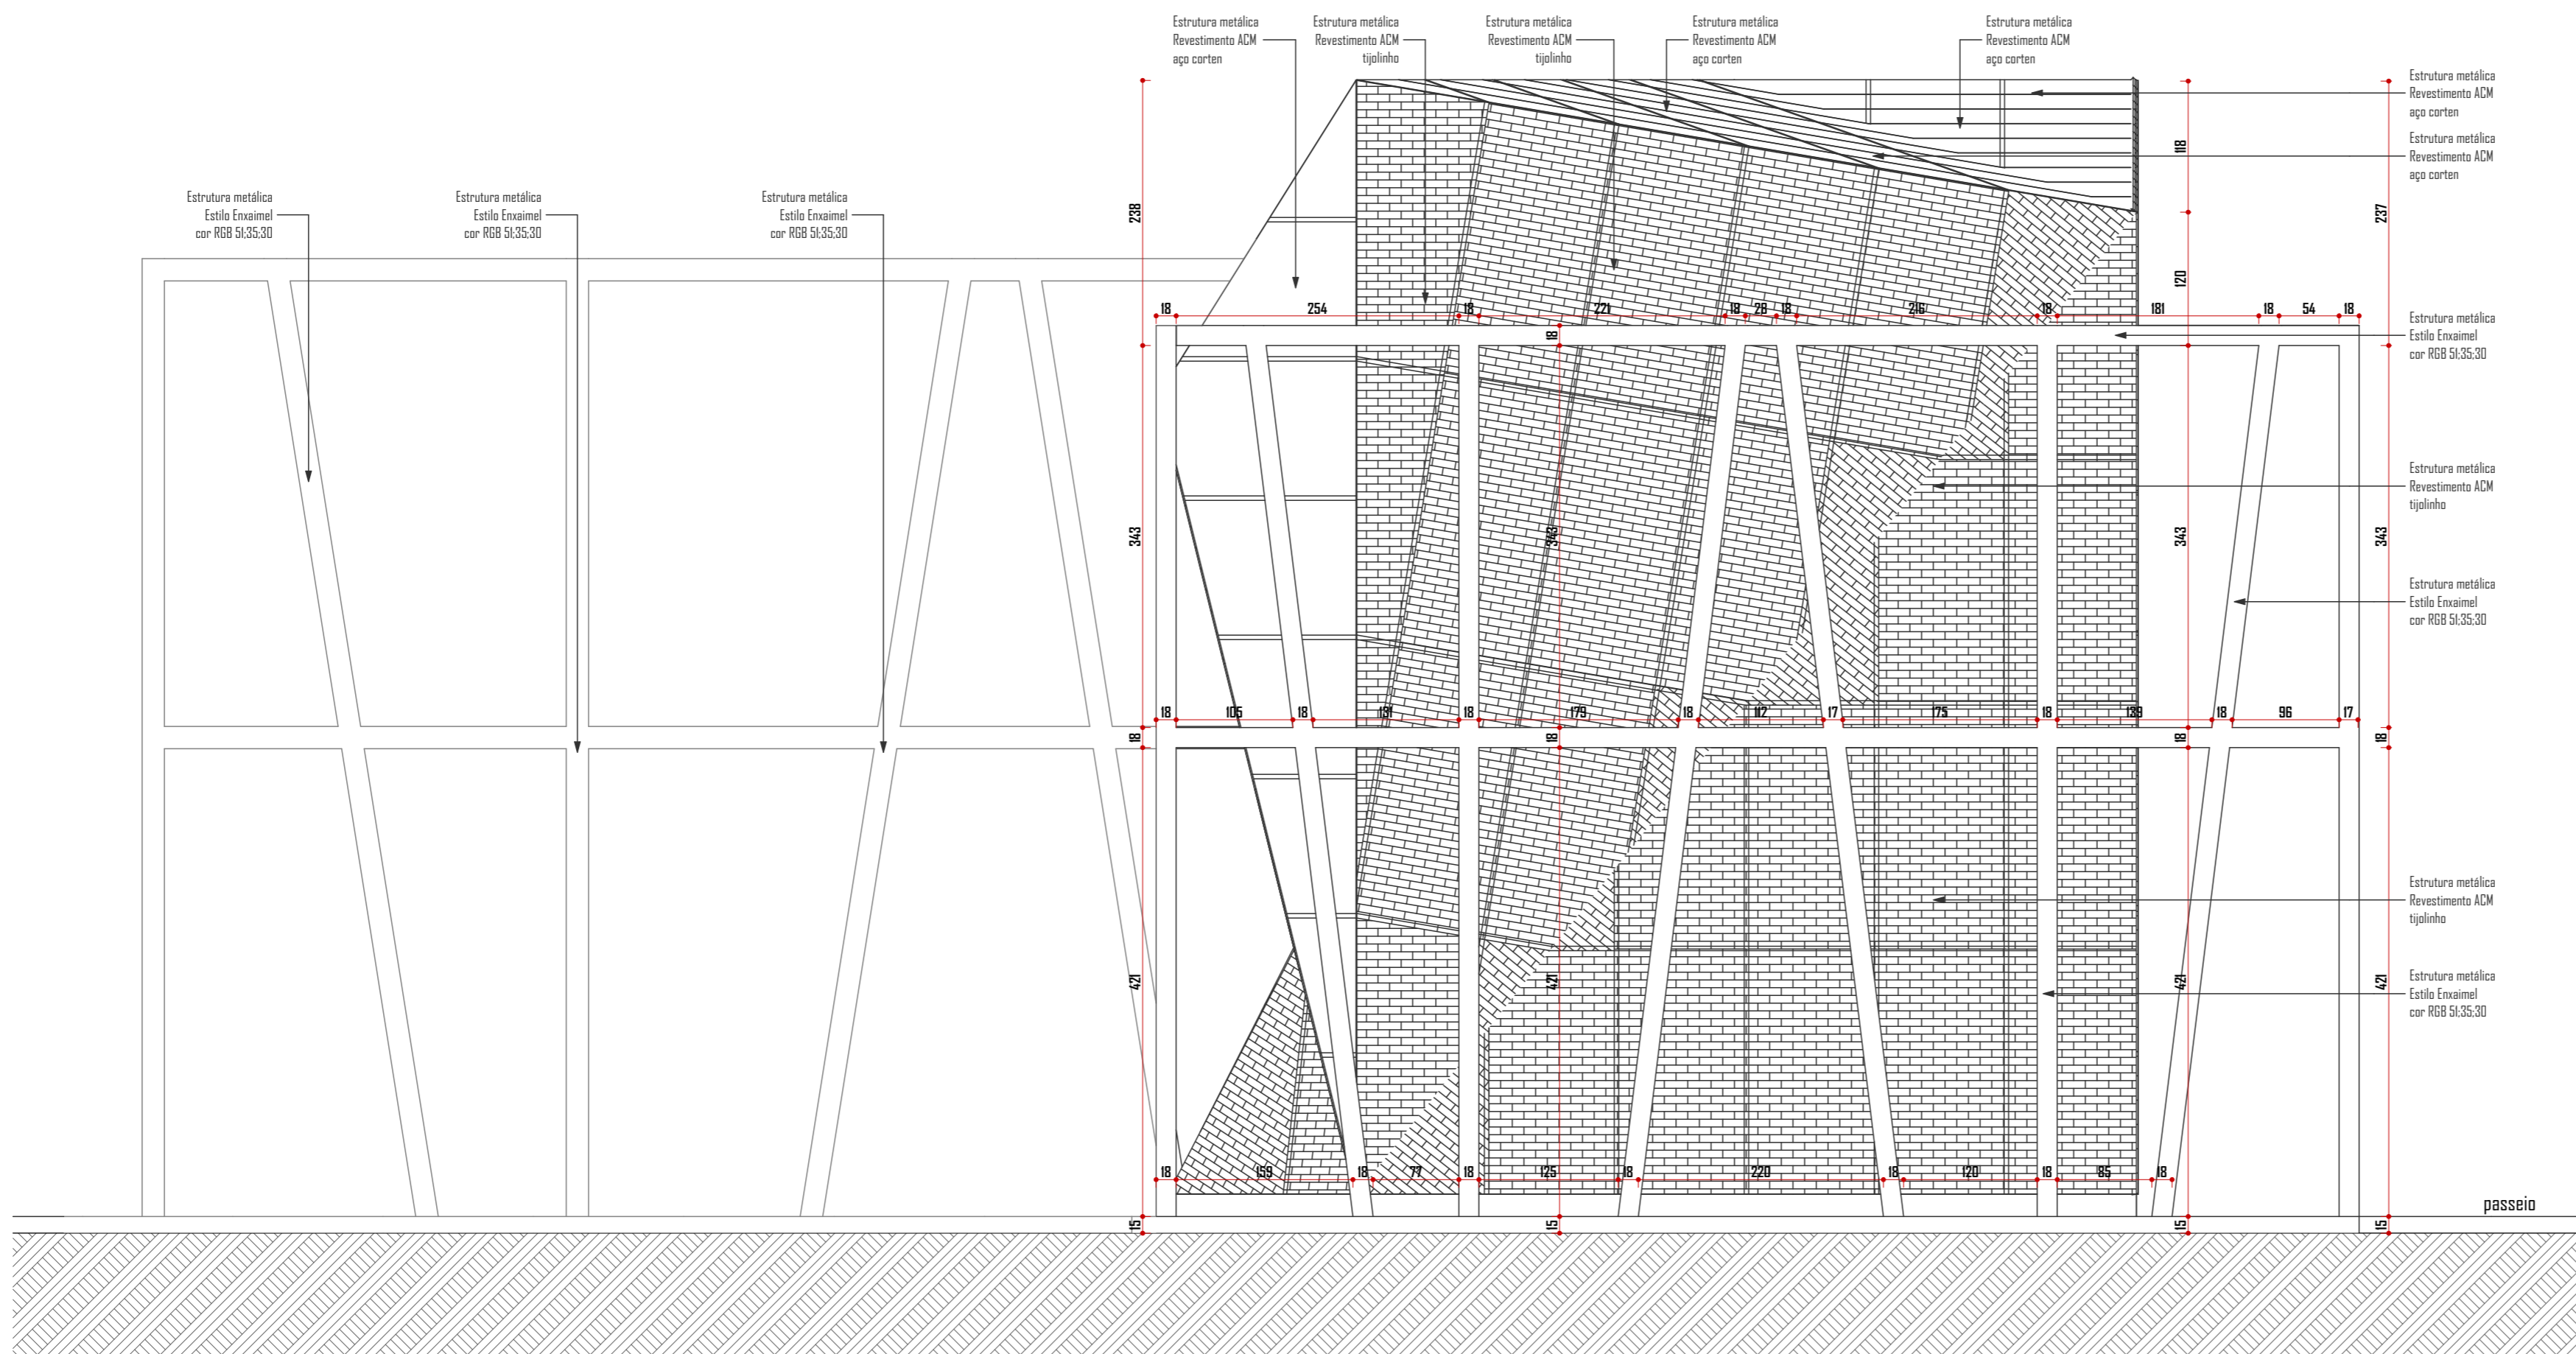 Estrutura metálica
Revestimento ACM
aço corten
Estrutura metálica
Revestimento ACM
tijolinho
Estrutura metálica
Revestimento ACM
tijolinho
Estrutura metálica
Revestimento ACM
aço corten
Estrutura metálica
Revestimento ACM
aço corten
Estrutura metálica
Revestimento ACM
aço corten
Estrutura metálica
Revestimento ACM
aço corten
Estrutura metálica
Estilo Enxaimel
cor RGB 51;35;30
Estrutura metálica
Estilo Enxaimel
cor RGB 51;35;30
Estrutura metálica
Estilo Enxaimel
cor RGB 51;35;30
238
118
237
120
18 254 18 221 18 28 18 216 18 181 18 54 18
18
Estrutura metálica
Estilo Enxaimel
cor RGB 51;35;30
Estrutura metálica
Revestimento ACM
tijolinho
343 343 343 343
Estrutura metálica
Estilo Enxaimel
cor RGB 51;35;30
18 105 18 131 18 179 18 112 17 175 18 139 18 96 17
18 18 18 18
Estrutura metálica
Revestimento ACM
tijolinho
421 421 421 421
Estrutura metálica
Estilo Enxaimel
cor RGB 51;35;30
18 159 18 77 18 125 18 220 18 120 18 85 18
passeio
15 15 15 15